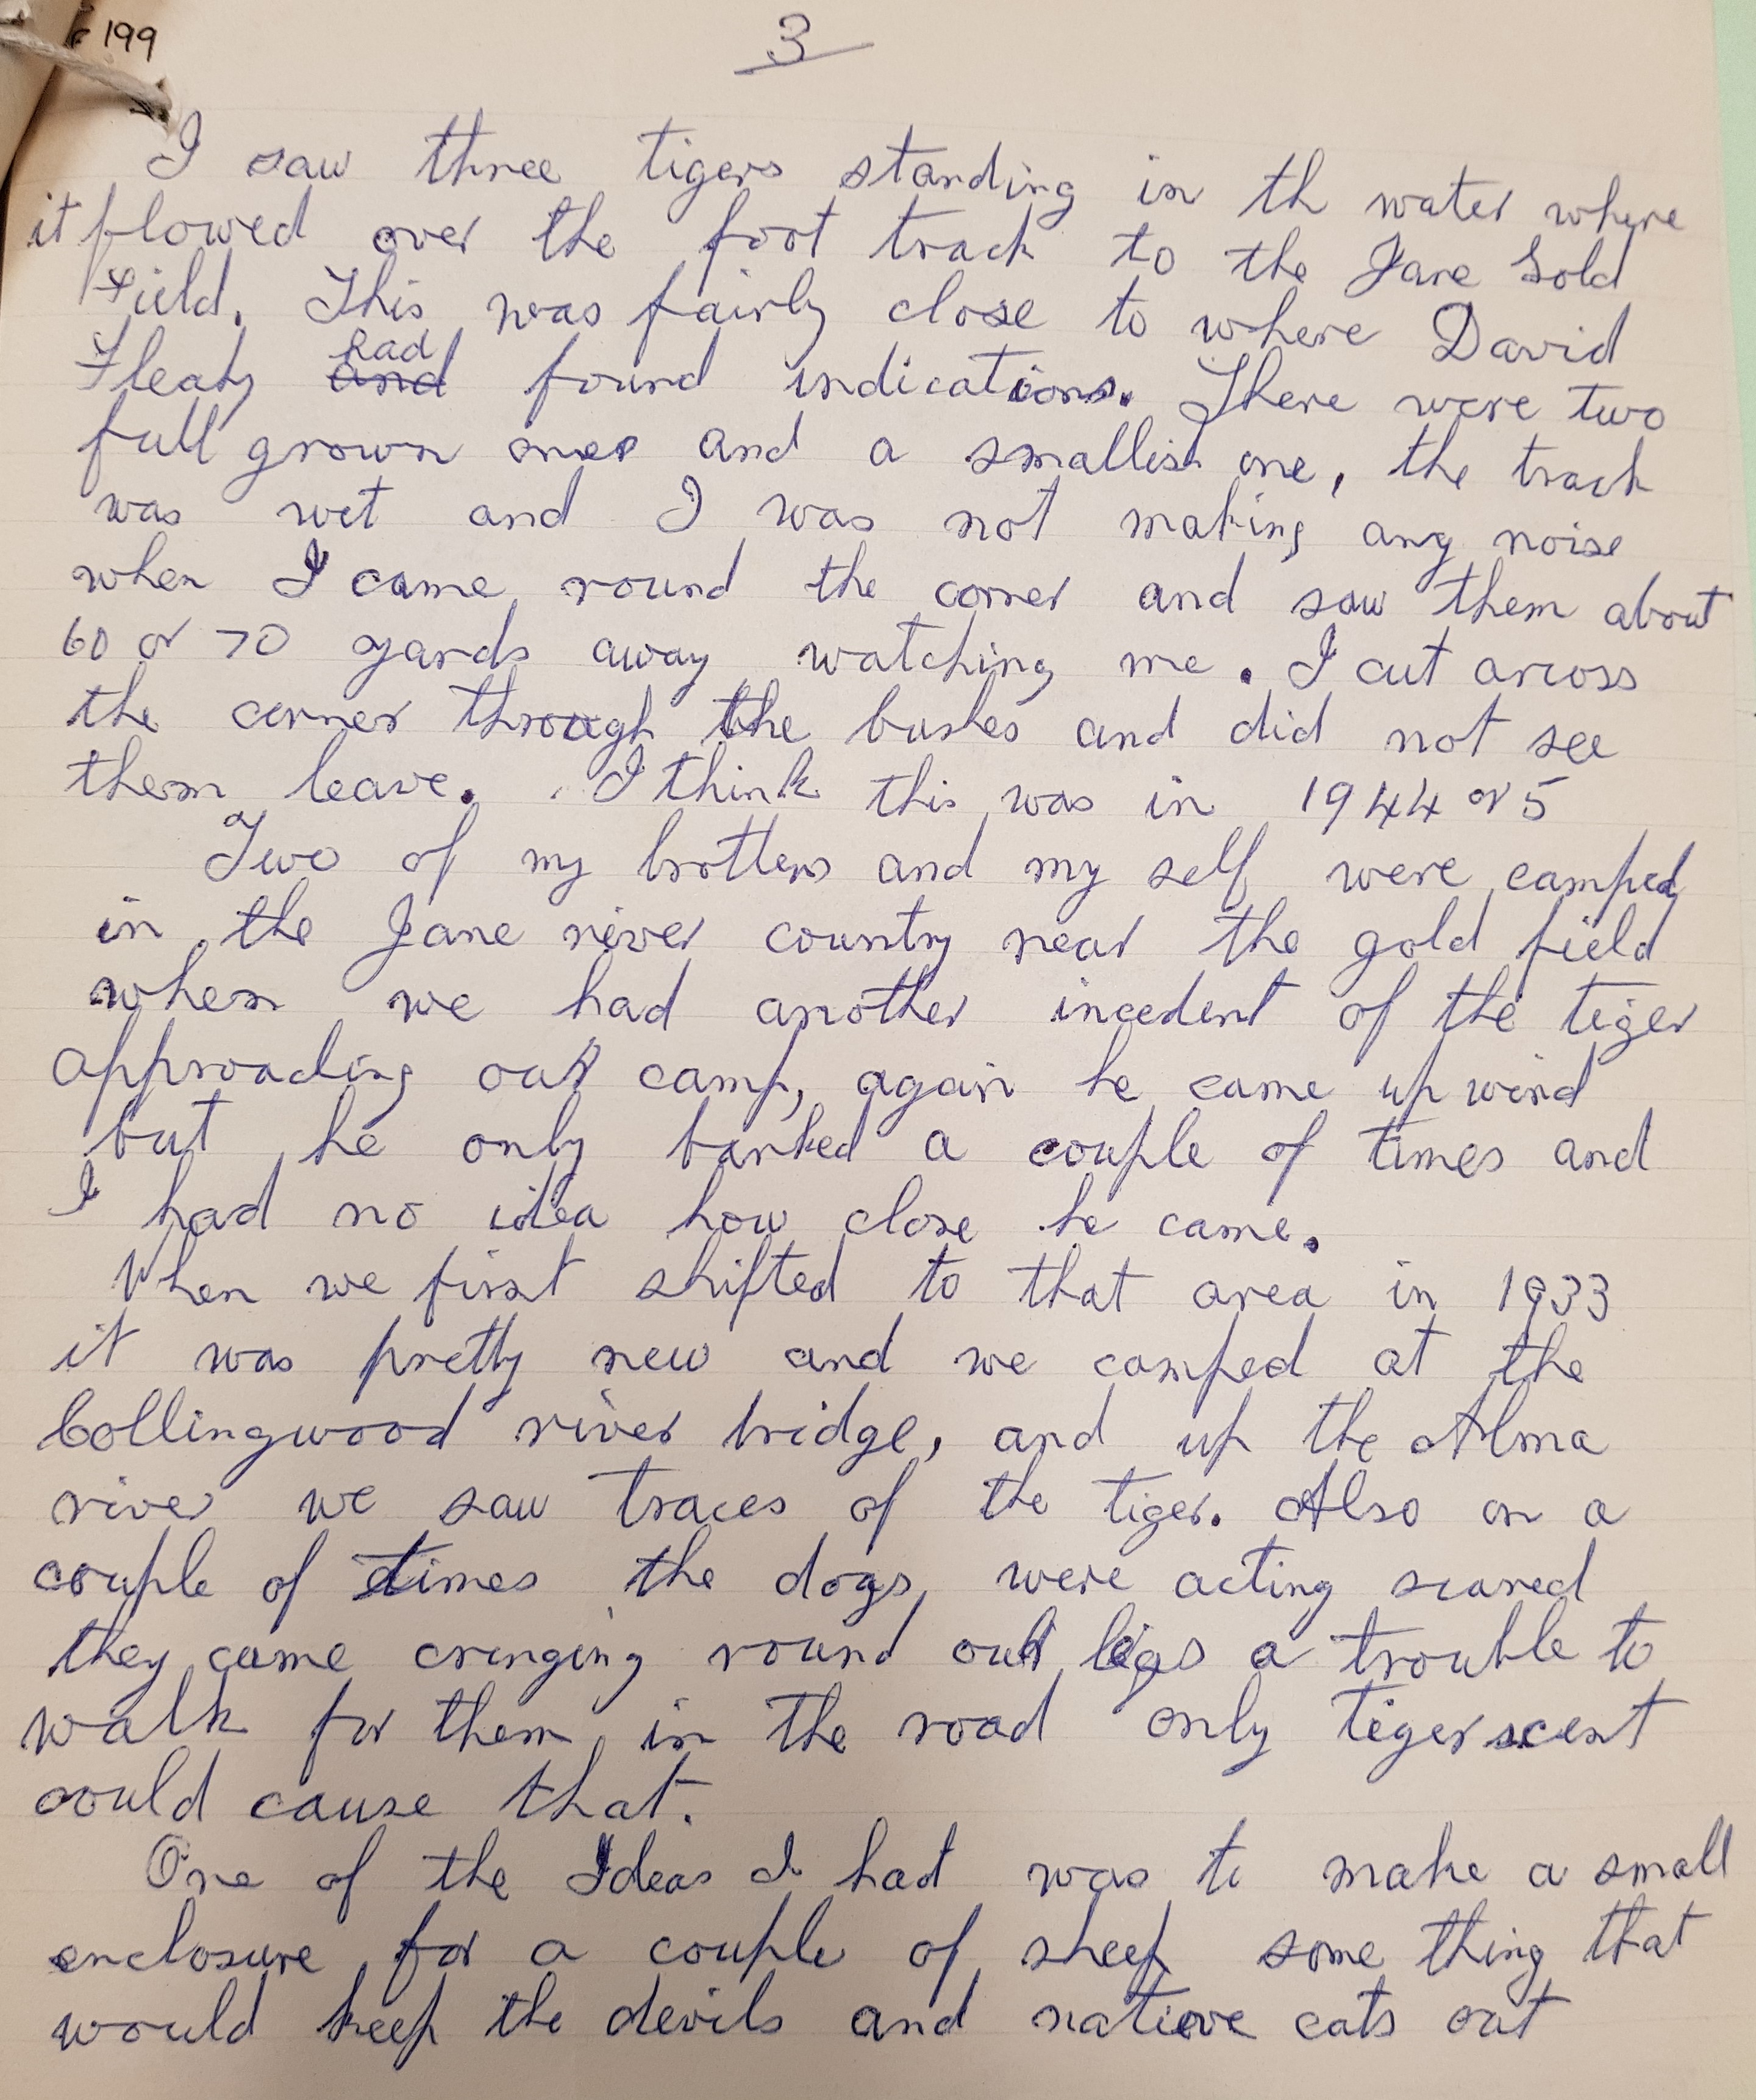 199
3
I saw three tigers standing in th water where
it flowed over the foot track to the Jane Gold
Field. This was fairly close to where David
Fleay and had found indications. There were two
full grown ones and a smallish one, the track
was wet and I was not making any noise
when I came round the corner and saw them about
60 or 70 yards away watching me. I cut across
the corner through the bushes and did not see
them leave. I think this was in 1944 or 5
Two of my brothers and my self were camped
in the Jane river country near the gold field
when we had another incedent of the tiger
approaching our camp, again he came up wind
but he only barked a couple of times and
I had no idea how close he came.
When we first shifted to that area in 1933
it was pretty new and we camped at the
Collingwood river bridge, and up the Alma
river we saw traces of the tiger. Also on a
couple of times the dogs were acting scared
they came cringing round our legs a trouble to
walk for them in the road only tiger scent
could cause that.
One of the Ideas I had was to make a small
enclosure for a couple of sheep some thing that
would keep the devils and native cats out